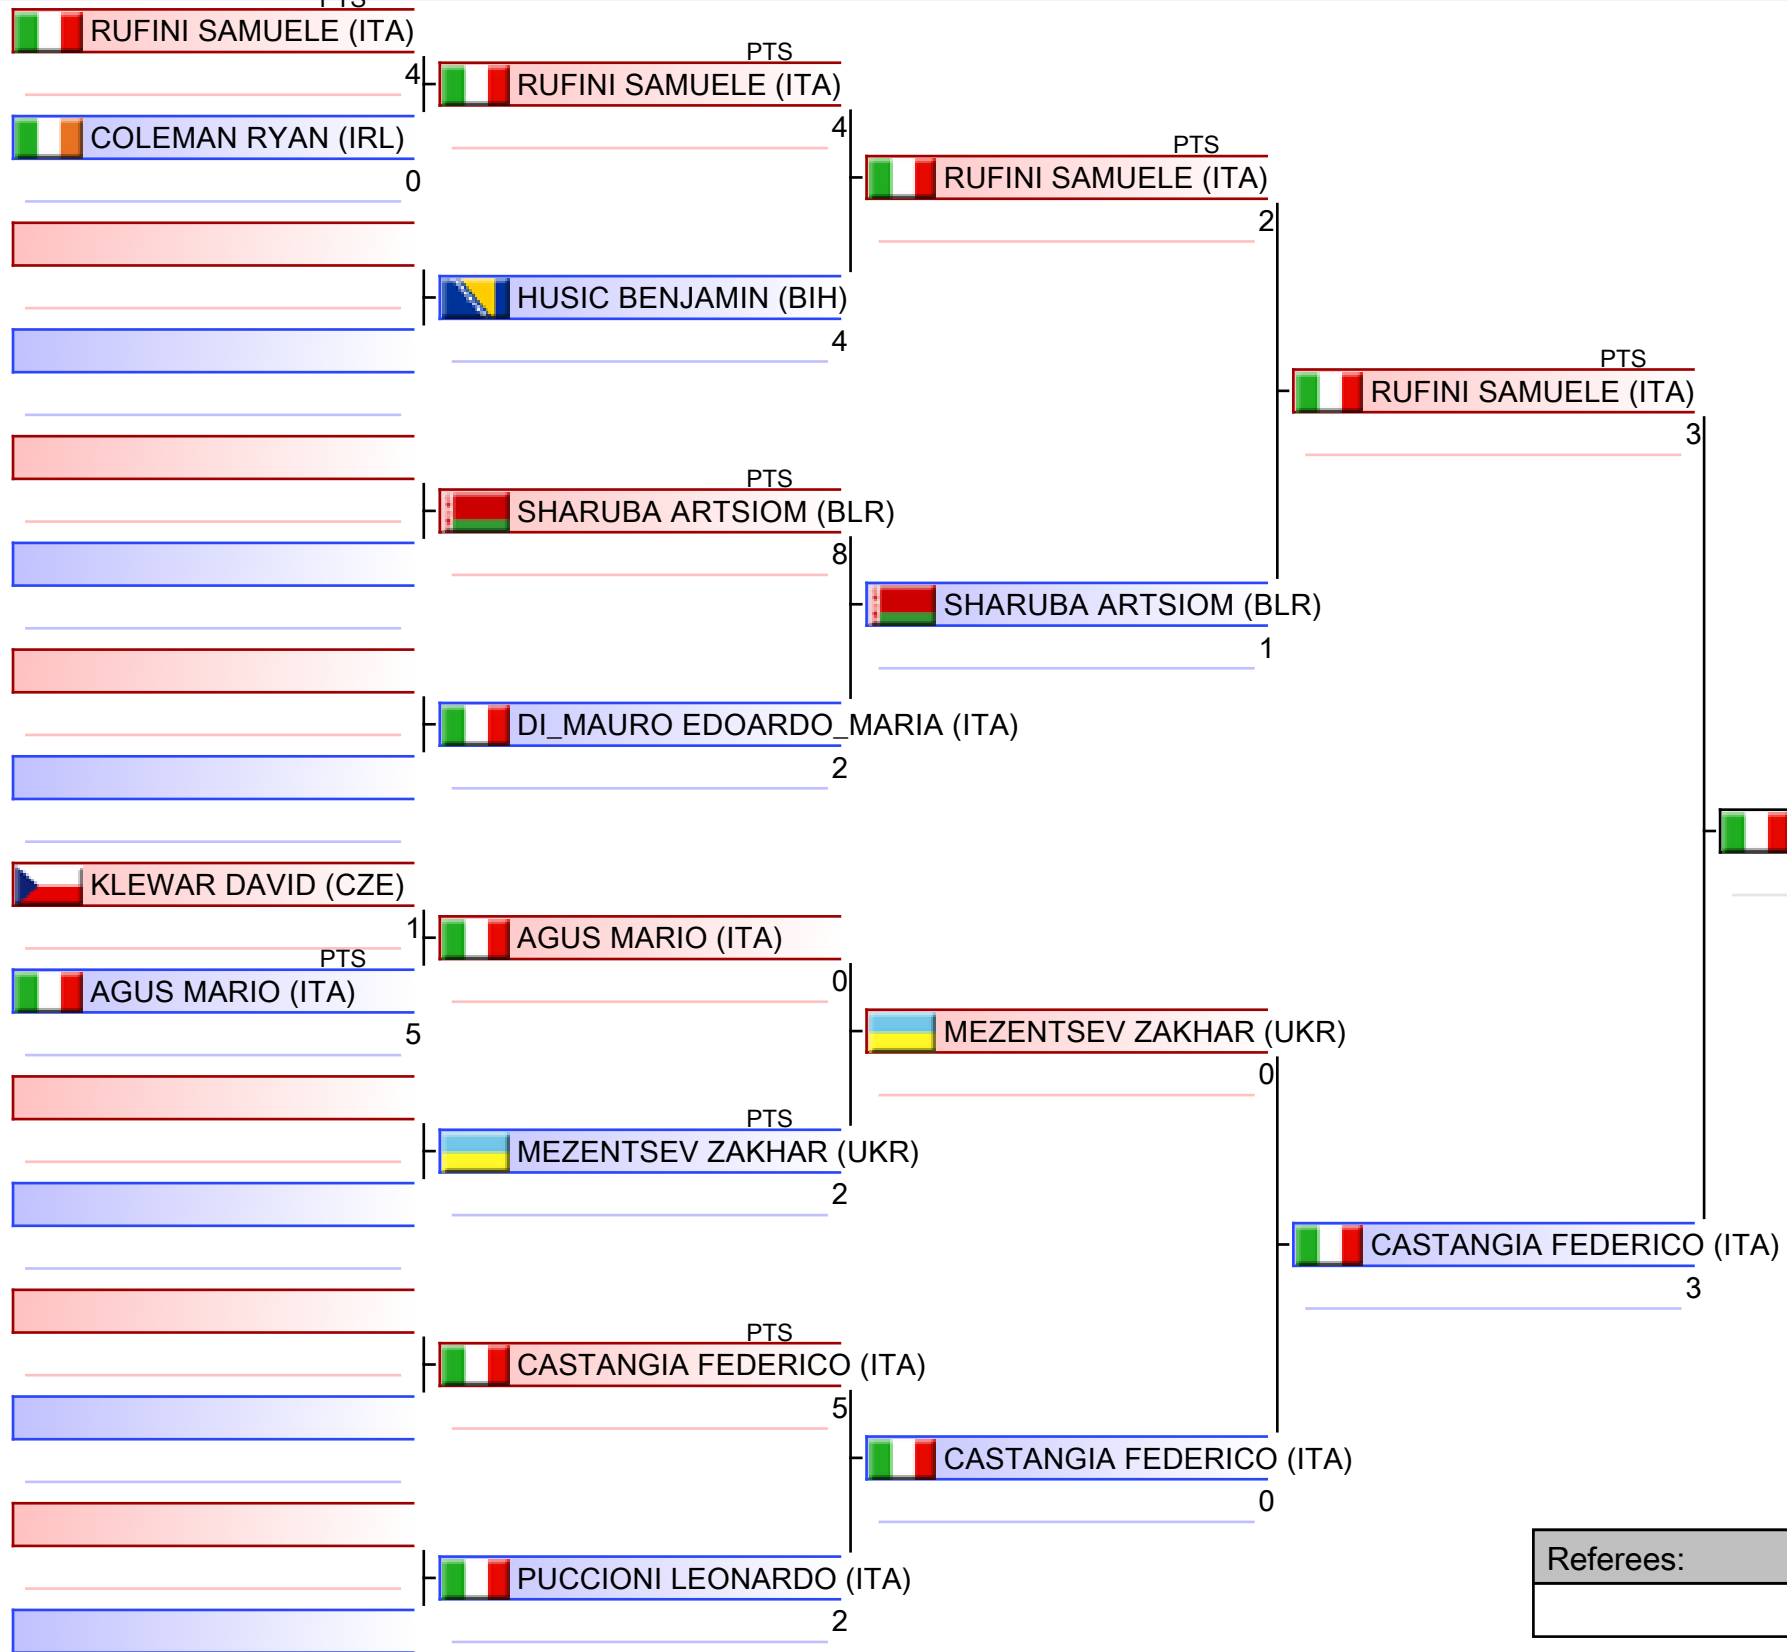 PTS
RUFINI SAMUELE (ITA)
4
COLEMAN RYAN (IRL)
0
KLEWAR DAVID (CZE)
1
PTS
AGUS MARIO (ITA)
5
PTS
RUFINI SAMUELE (ITA)
4
HUSIC BENJAMIN (BIH)
4
PTS
SHARUBA ARTSIOM (BLR)
8
DI_MAURO EDOARDO_MARIA (ITA)
2
AGUS MARIO (ITA)
0
PTS
MEZENTSEV ZAKHAR (UKR)
2
PTS
CASTANGIA FEDERICO (ITA)
5
PUCCIONI LEONARDO (ITA)
2
PTS
RUFINI SAMUELE (ITA)
2
SHARUBA ARTSIOM (BLR)
1
MEZENTSEV ZAKHAR (UKR)
0
CASTANGIA FEDERICO (ITA)
0
PTS
RUFINI SAMUELE (ITA)
3
CASTANGIA FEDERICO (ITA)
3
Referees: